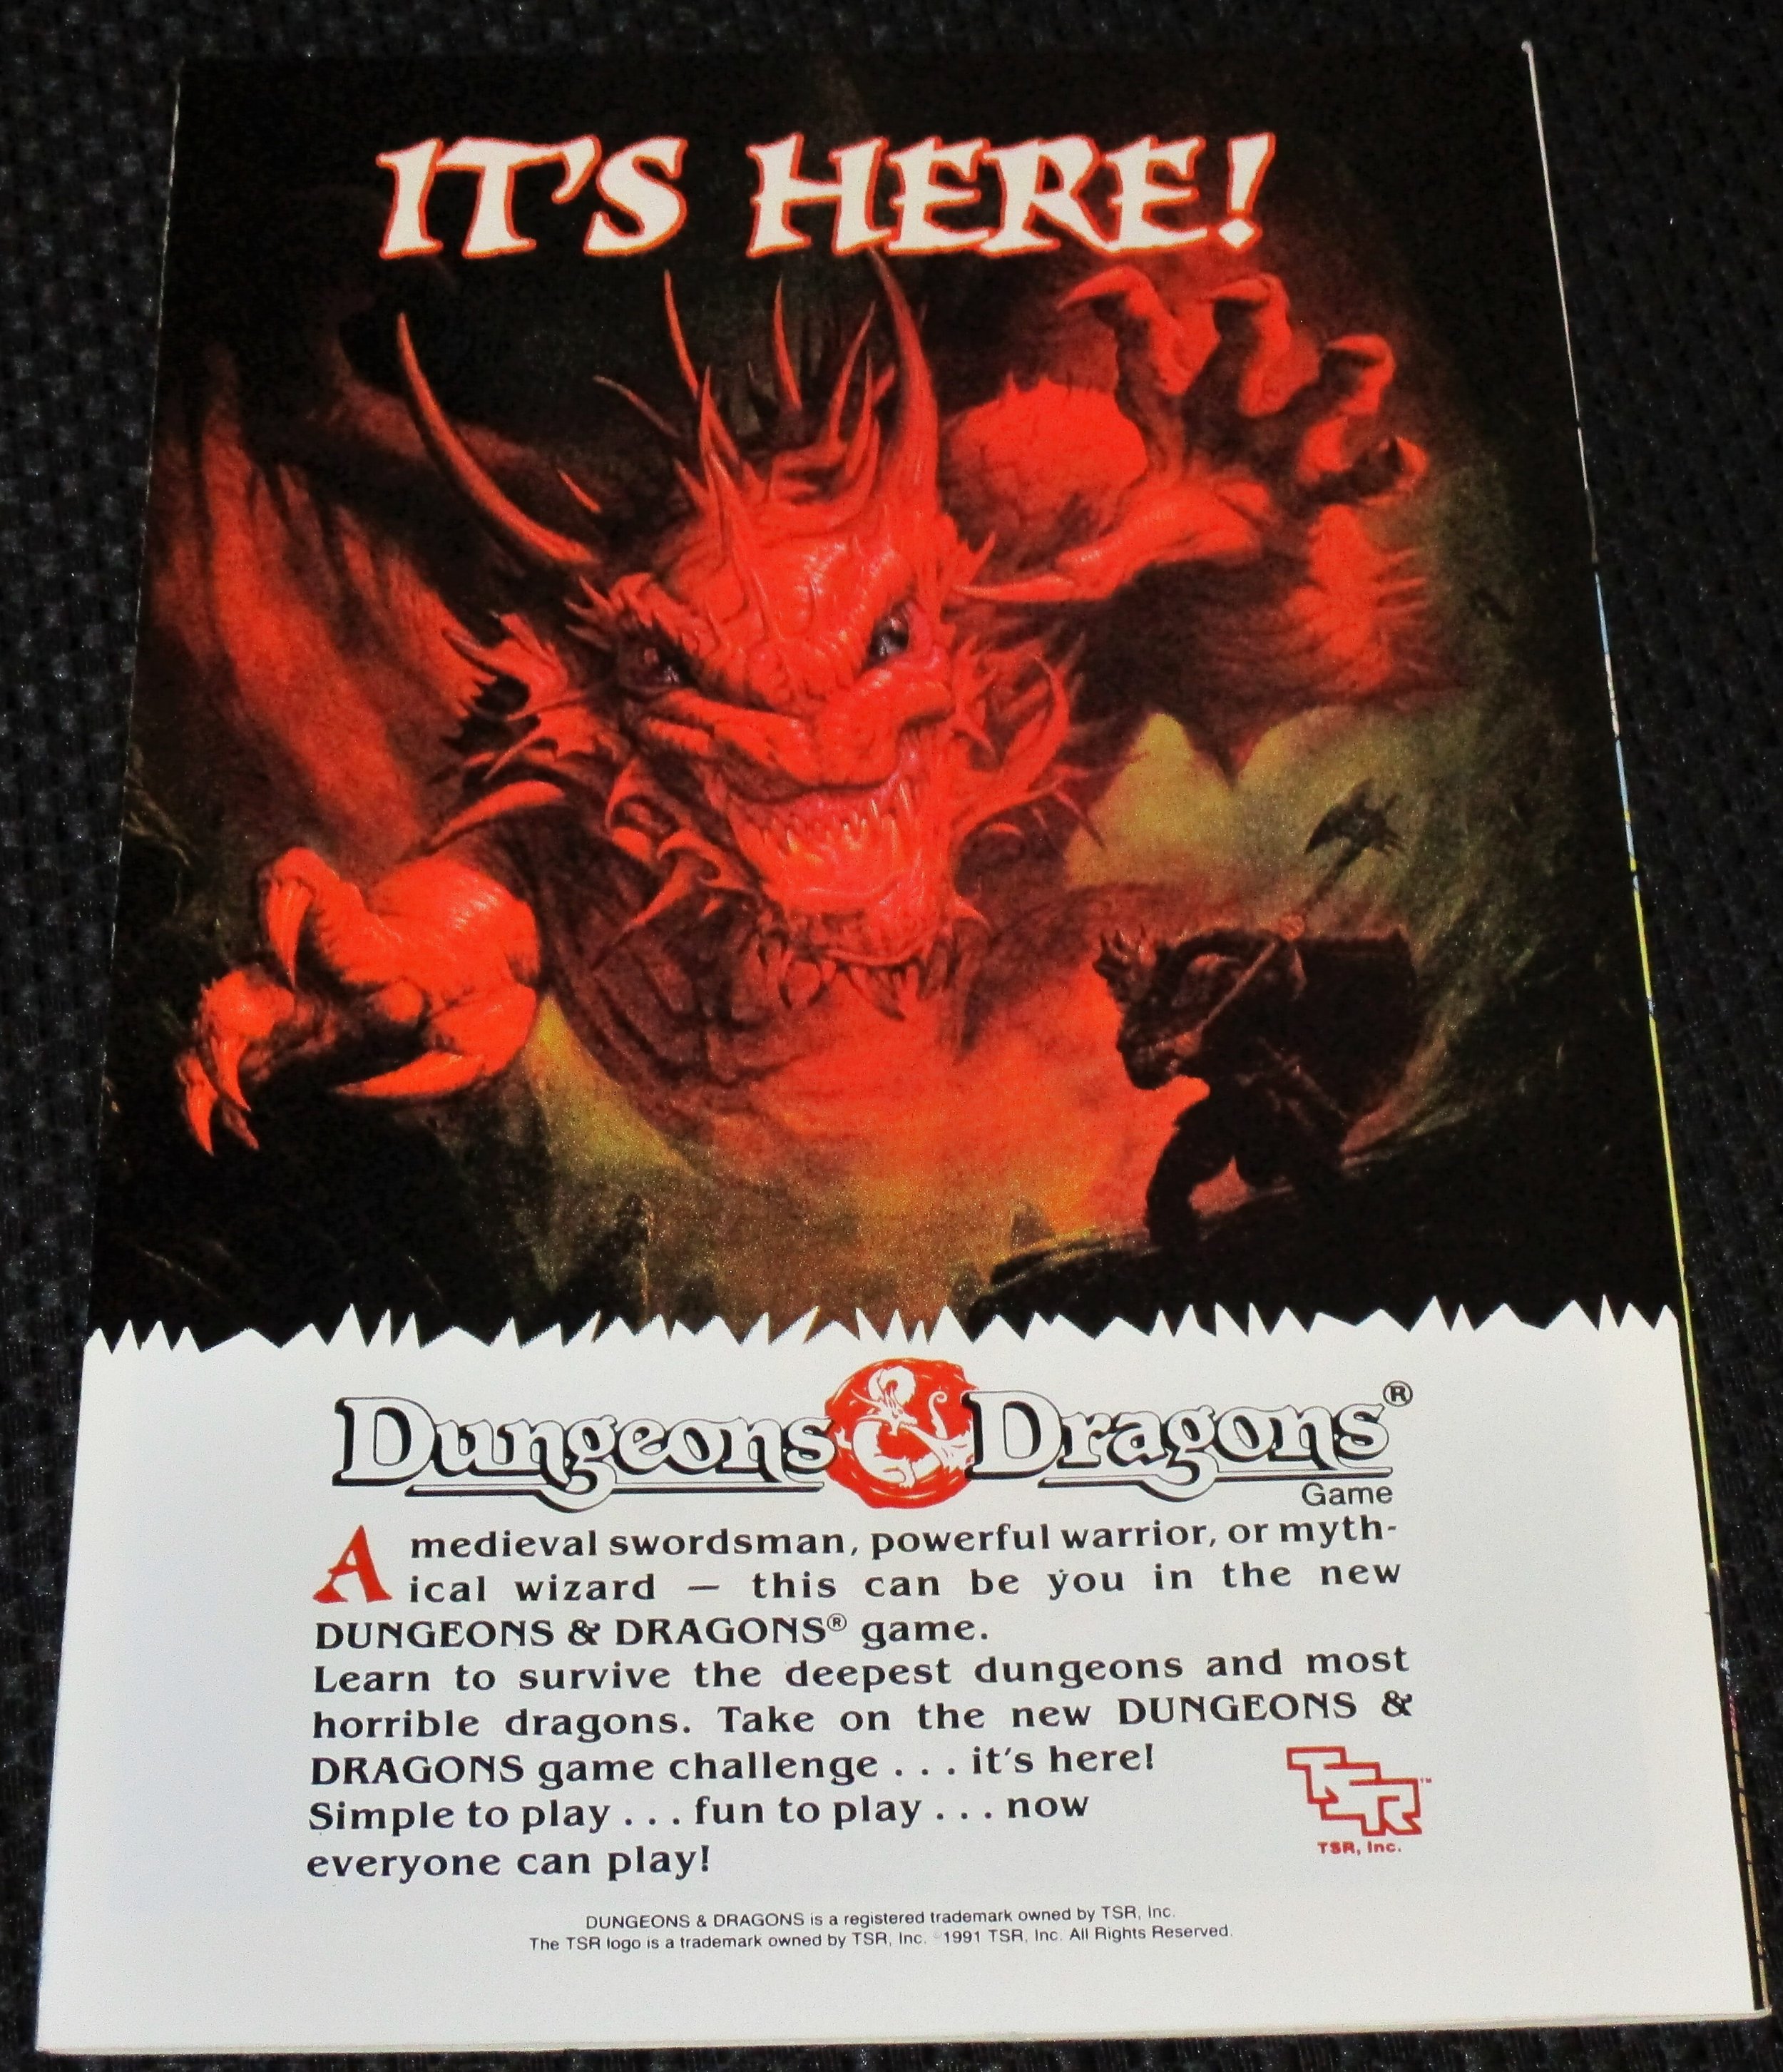 IT'S HERE!
Dungeons & Dragons®
Game
A medieval swordsman, powerful warrior, or myth-
ical wizard — this can be you in the new
DUNGEONS & DRAGONS® game.
Learn to survive the deepest dungeons and most
horrible dragons. Take on the new DUNGEONS &
DRAGONS game challenge . . . it's here!
Simple to play . . . fun to play . . . now
everyone can play!
TSR™
TSR, Inc.
DUNGEONS & DRAGONS is a registered trademark owned by TSR, Inc.
The TSR logo is a trademark owned by TSR, Inc. ©1991 TSR, Inc. All Rights Reserved.